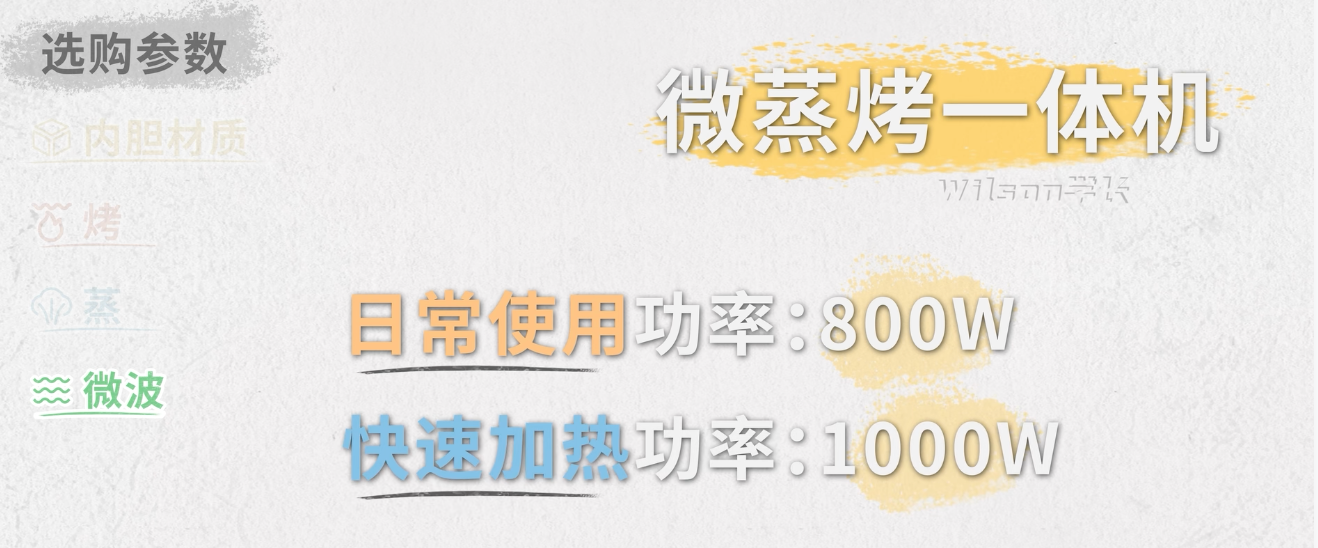 选购参数
微蒸烤一体机
Wilson学长
内胆材质
烤
蒸
微波
日常使用功率:800W
快速加热功率:1000W